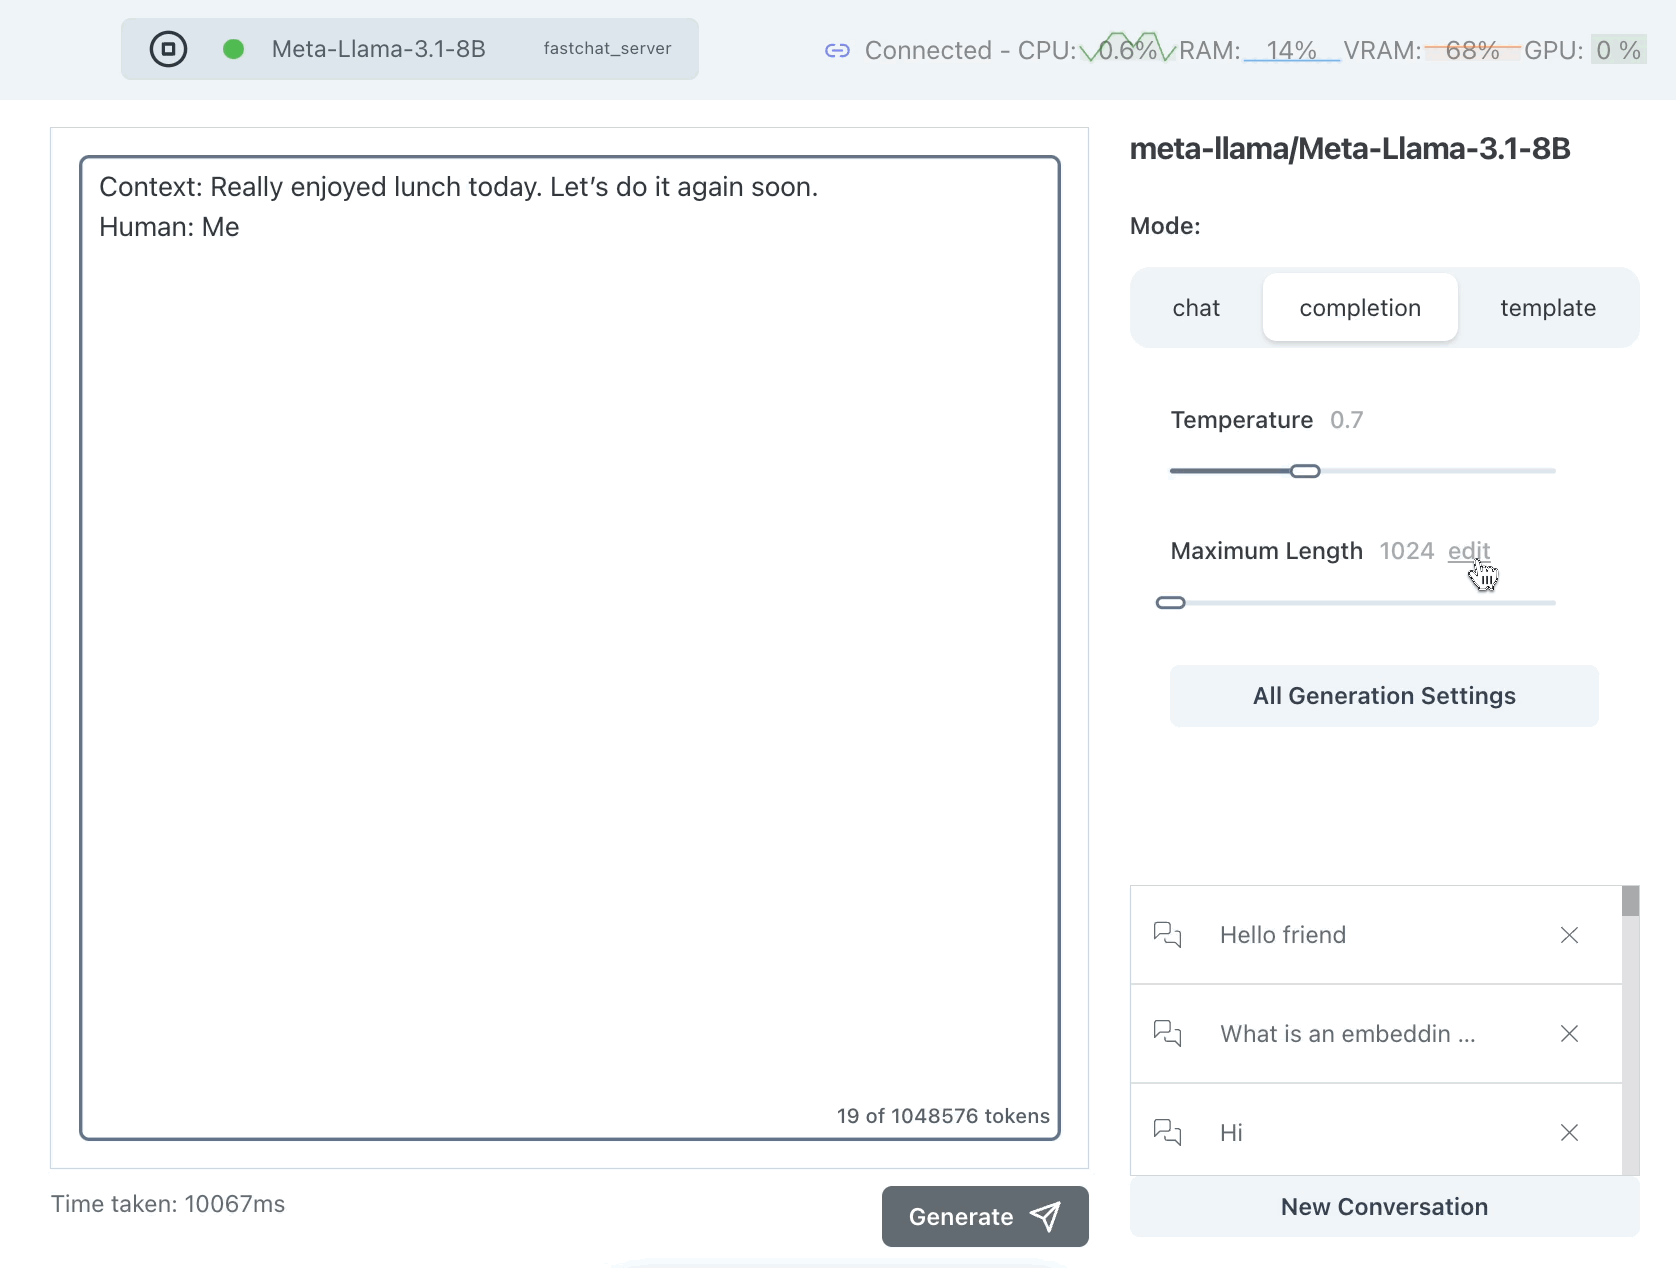 Meta-Llama-3.1-8B fastchat_server
Connected - CPU: 0.6% RAM: 14% VRAM: 68% GPU: 0 %
Context: Really enjoyed lunch today. Let’s do it again soon.
Human: Me
19 of 1048576 tokens
Time taken: 10067ms
Generate
meta-llama/Meta-Llama-3.1-8B
Mode:
chat completion template
Temperature 0.7
Maximum Length 1024 edit
All Generation Settings
Hello friend
What is an embeddin ...
Hi
New Conversation